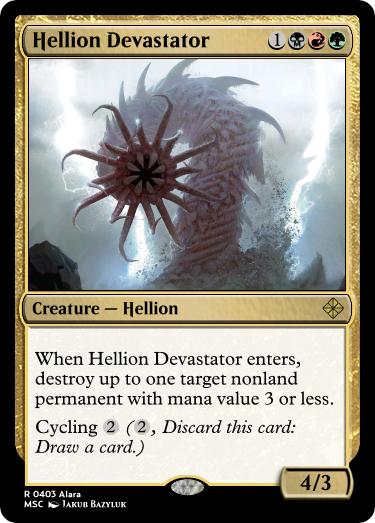 Hellion Devastator 1
Creature — Hellion
When Hellion Devastator enters,
destroy up to one target nonland
permanent with mana value 3 or less.
Cycling 2 (2, Discard this card:
Draw a card.)
4/3
R 0403 Alara
MSC Jakub Bazyluk